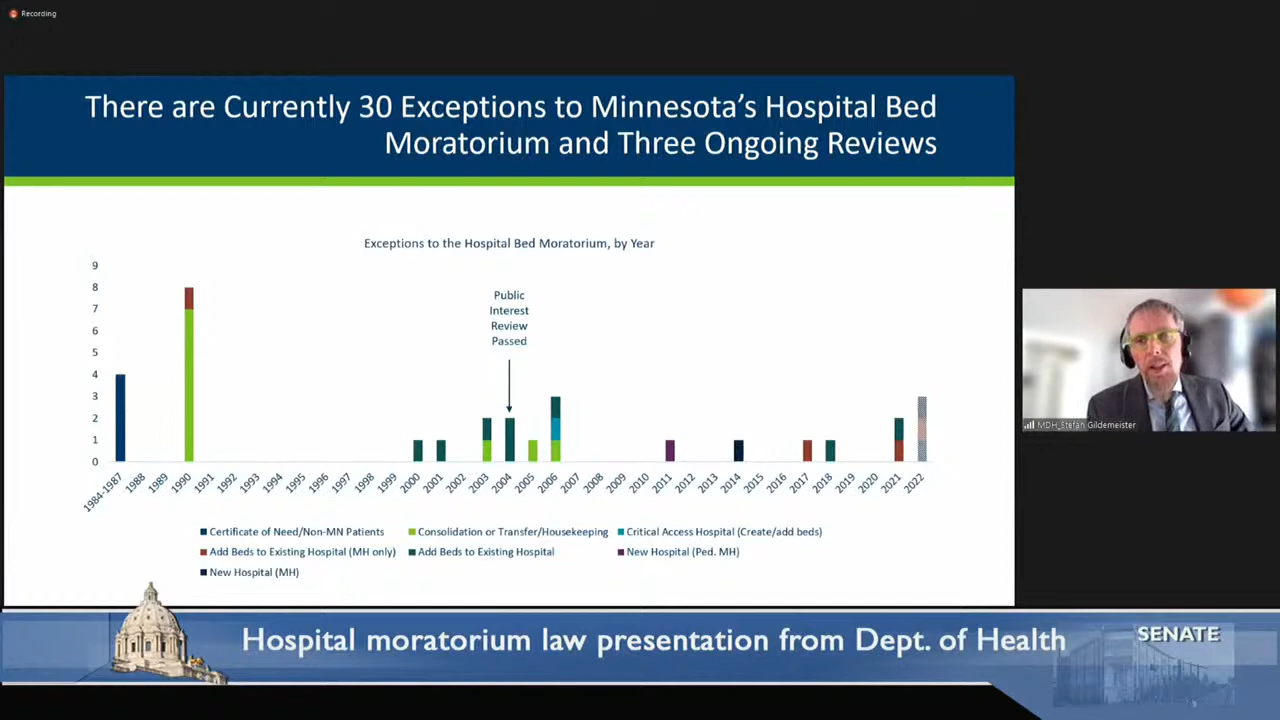 Recording
There are Currently 30 Exceptions to Minnesota's Hospital Bed
Moratorium and Three Ongoing Reviews
Exceptions to the Hospital Bed Moratorium, by Year
9
8
7
6
5
4
3
2
1
0
Public
Interest
Review
Passed
1984-1987
1988
1989
1990
1991
1992
1993
1994
1995
1996
1997
1998
1999
2000
2001
2002
2003
2004
2005
2006
2007
2008
2009
2010
2011
2012
2013
2014
2015
2016
2017
2018
2019
2020
2021
2022
Certificate of Need/Non-MN Patients
Consolidation or Transfer/Housekeeping
Critical Access Hospital (Create/add beds)
Add Beds to Existing Hospital (MH only)
Add Beds to Existing Hospital
New Hospital (Ped. MH)
New Hospital (MH)
MDH_Stefan Gildemeister
Hospital moratorium law presentation from Dept. of Health
SENATE